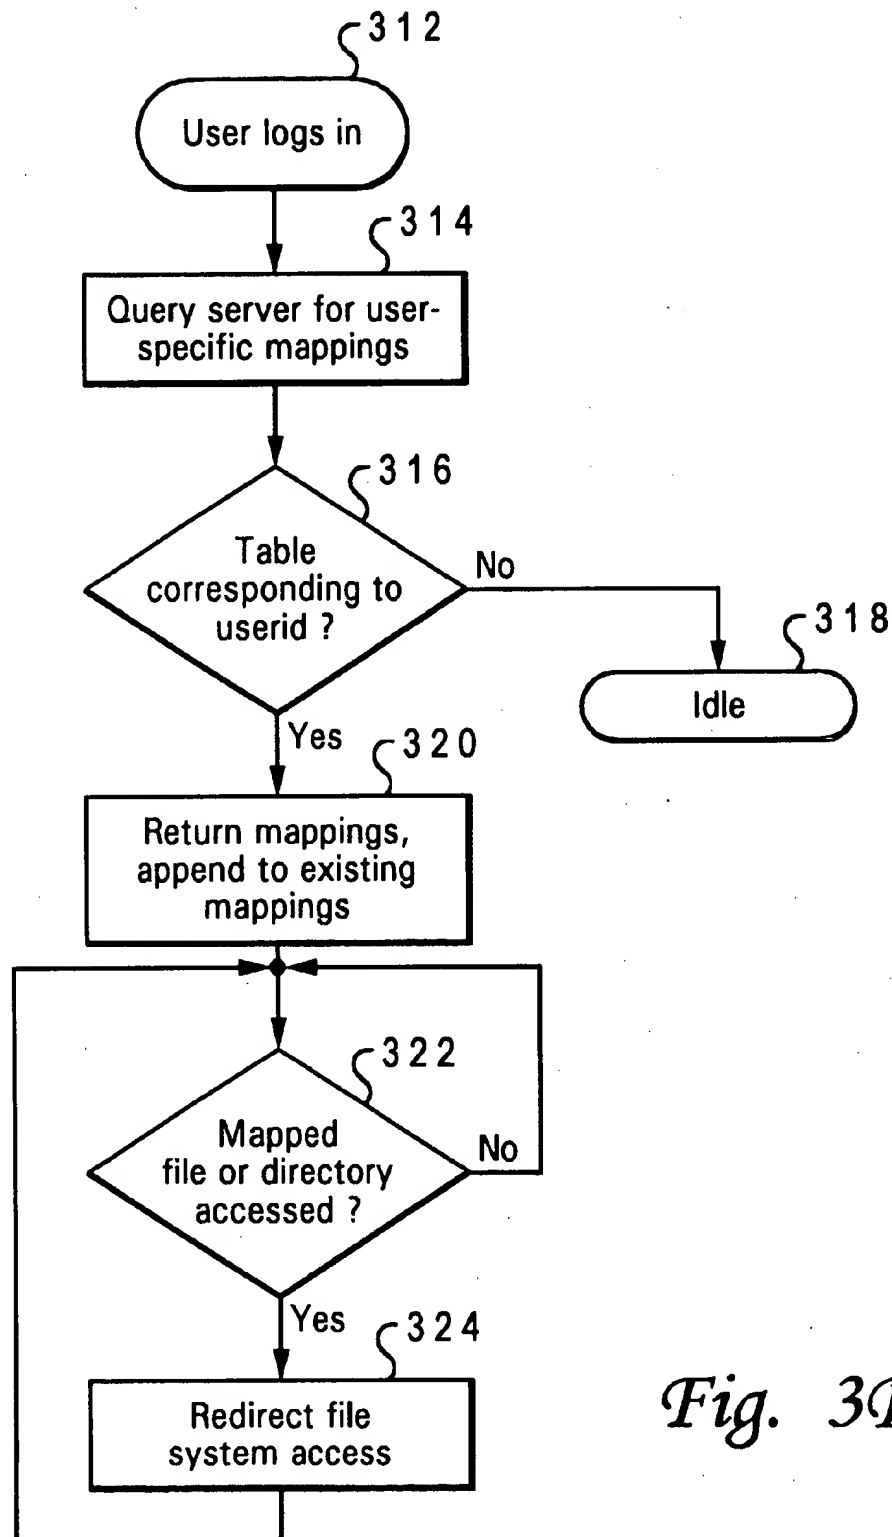 312
User logs in
314
Query server for user-
specific mappings
316
Table
corresponding to
userid ?
No
318
Idle
Yes
320
Return mappings,
append to existing
mappings
322
Mapped
file or directory
accessed ?
No
Yes
324
Redirect file
system access
Fig.